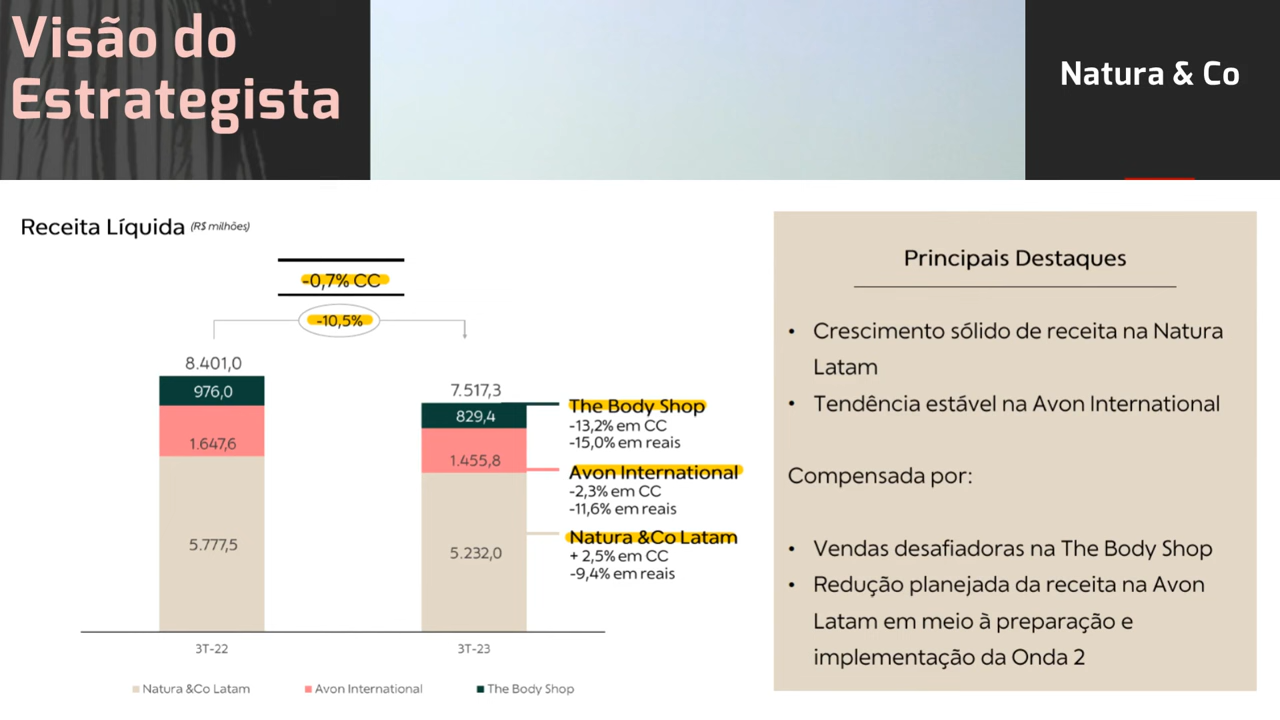 Visão do
Estrategista
Natura & Co
Receita Líquida (R$ milhões)
-0,7% CC
-10,5%
8.401,0
976,0
1.647,6
5.777,5
7.517,3
829,4
1.455,8
5.232,0
The Body Shop
-13,2% em CC
-15,0% em reais
Avon International
-2,3% em CC
-11,6% em reais
Natura &Co Latam
+ 2,5% em CC
-9,4% em reais
3T-22
3T-23
Natura &Co Latam
Avon International
The Body Shop
Principais Destaques
• Crescimento sólido de receita na Natura
Latam
• Tendência estável na Avon International
Compensada por:
• Vendas desafiadoras na The Body Shop
• Redução planejada da receita na Avon
Latam em meio à preparação e
implementação da Onda 2